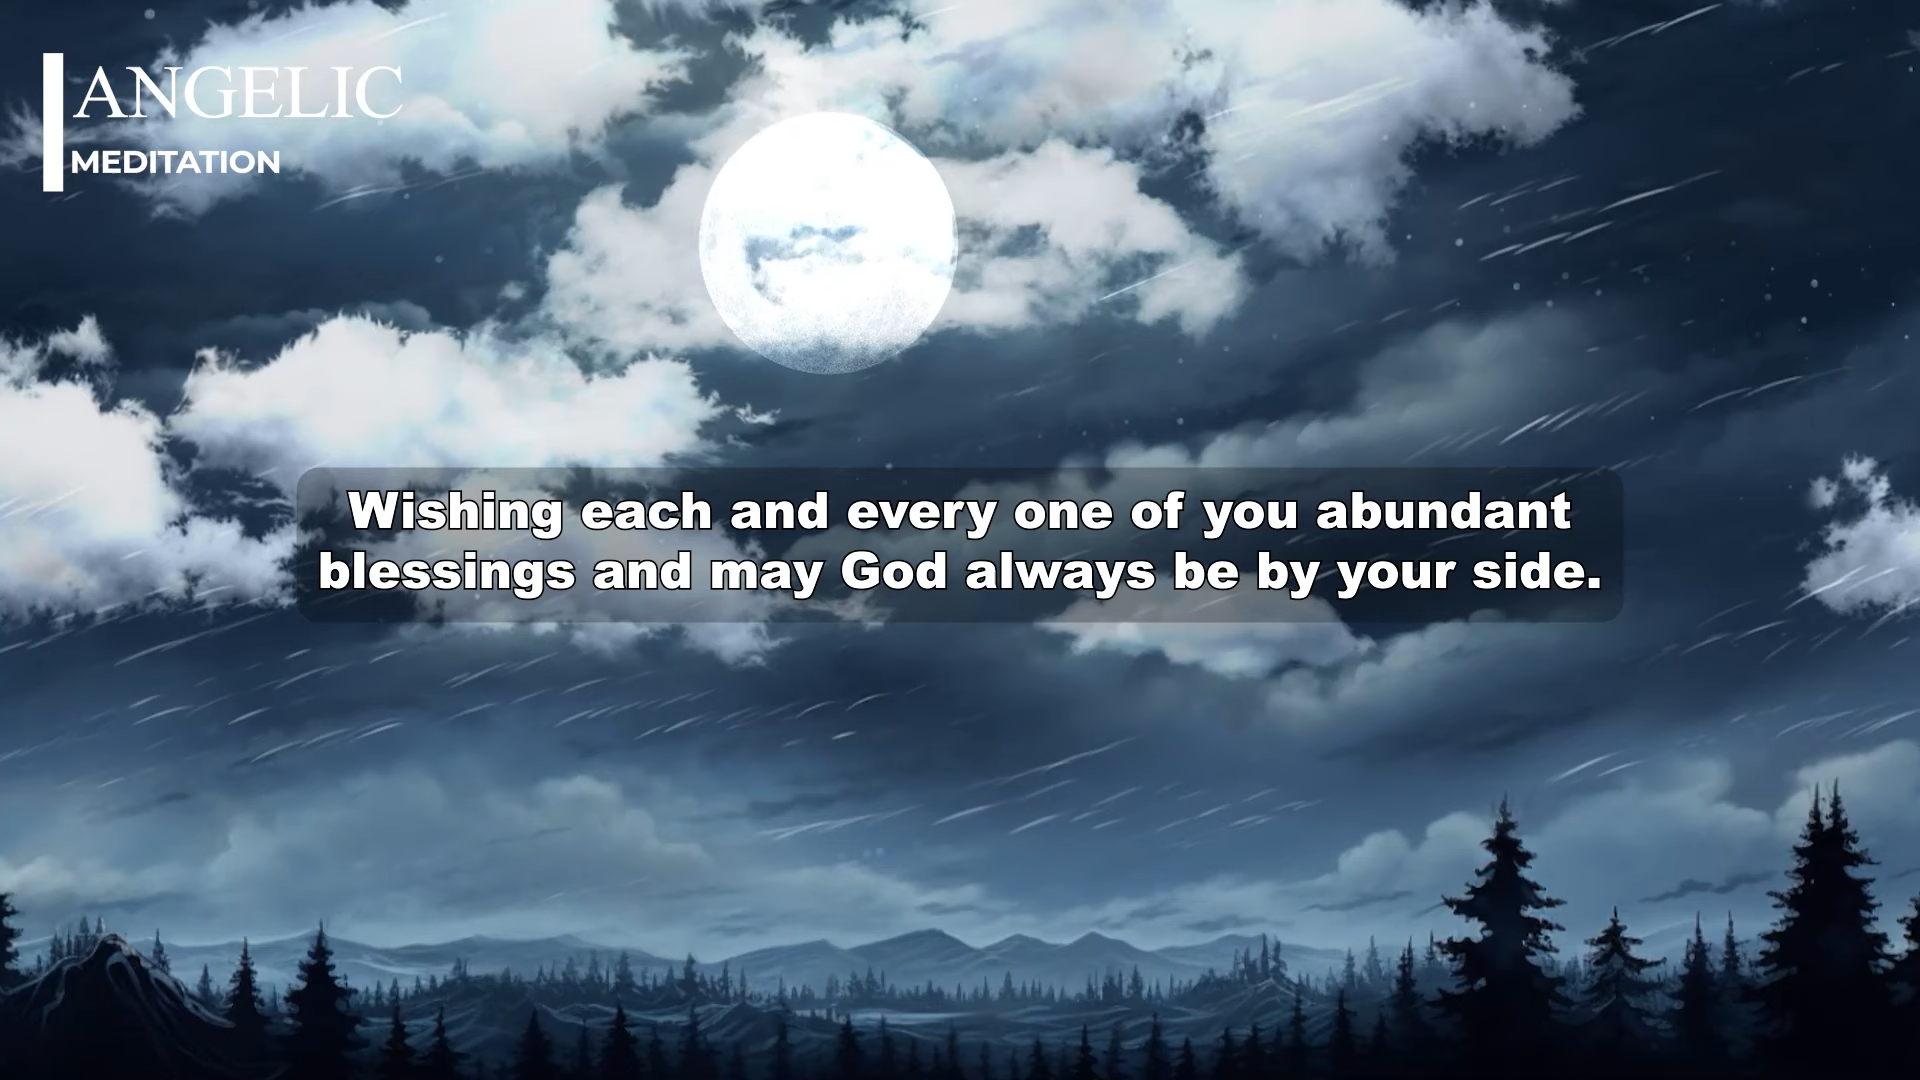 ANGELIC
MEDITATION
Wishing each and every one of you abundant
blessings and may God always be by your side.